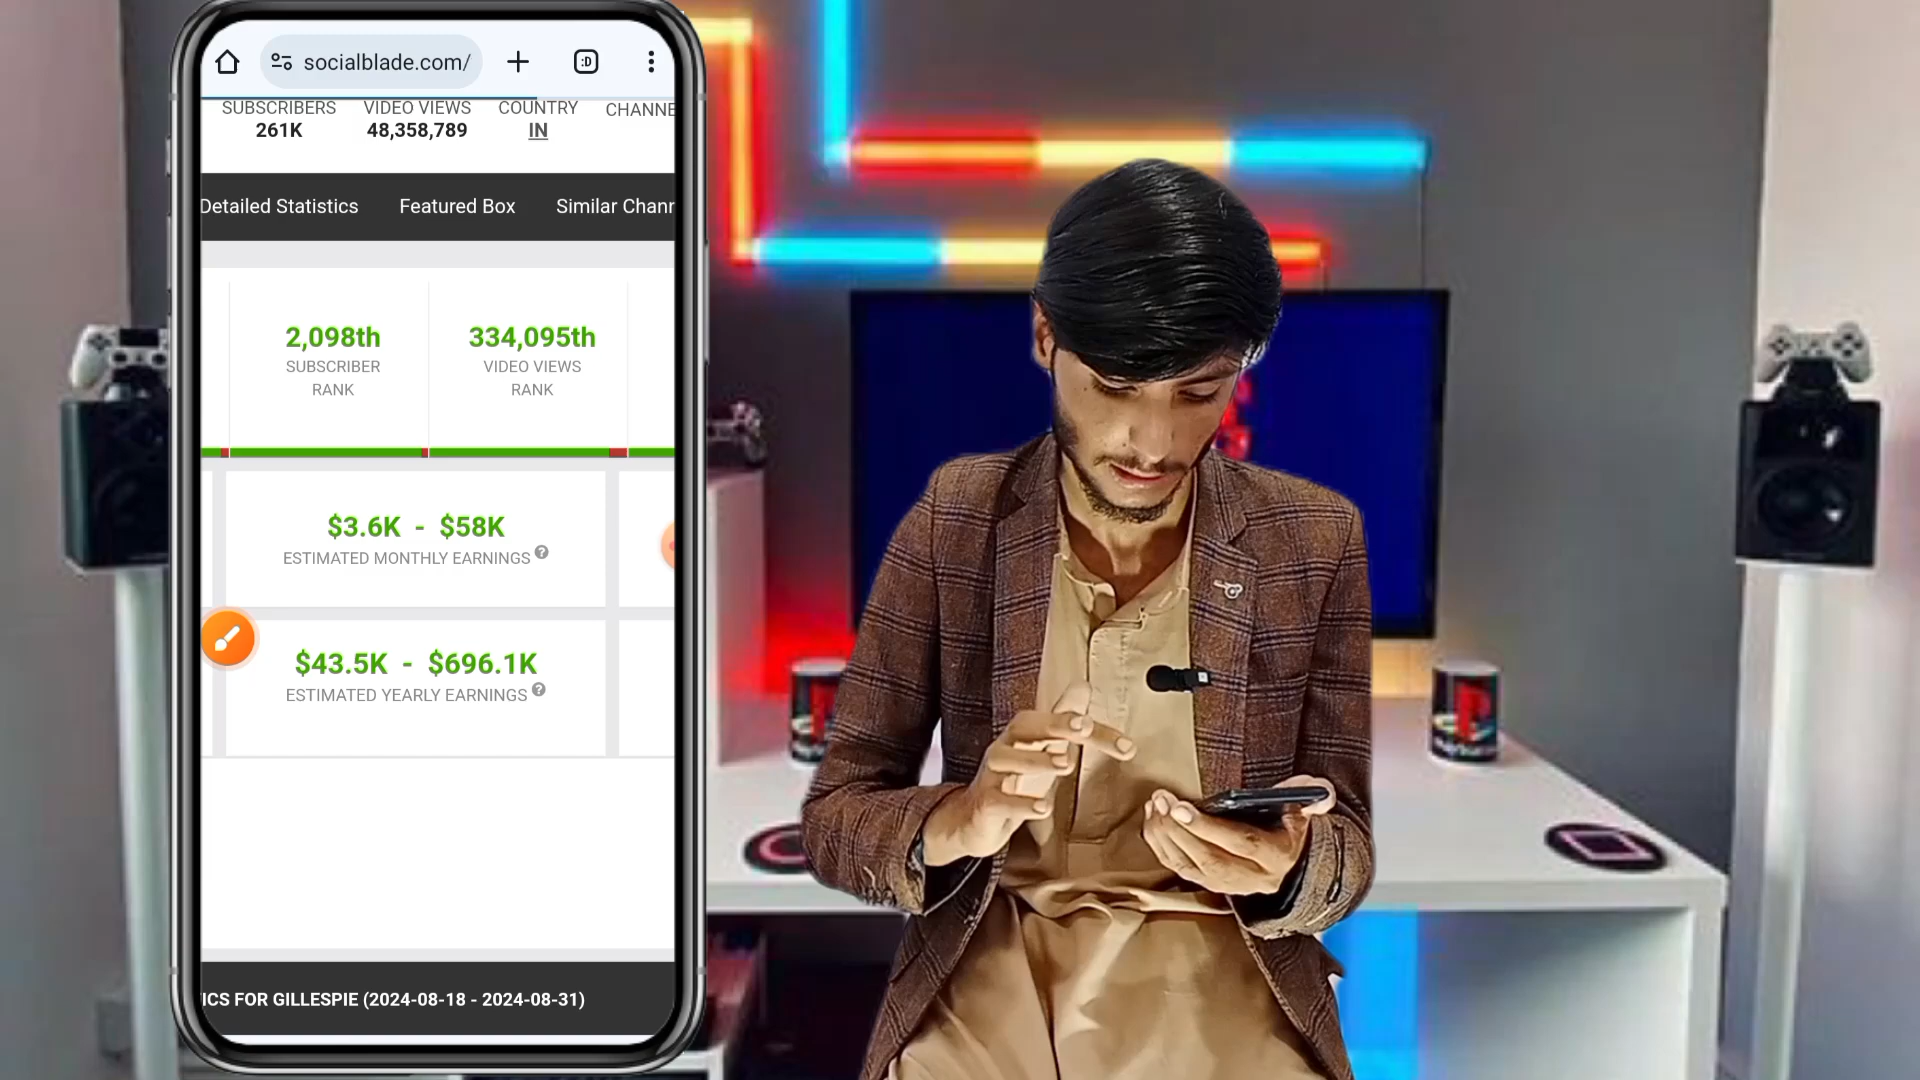 socialblade.com/
:D
SUBSCRIBERS VIDEO VIEWS COUNTRY CHANNE
261K 48,358,789 IN
Detailed Statistics Featured Box Similar Chann
2,098th 334,095th
SUBSCRIBER VIDEO VIEWS
RANK RANK
$3.6K - $58K
ESTIMATED MONTHLY EARNINGS ?
$43.5K - $696.1K
ESTIMATED YEARLY EARNINGS ?
ICS FOR GILLESPIE (2024-08-18 - 2024-08-31)